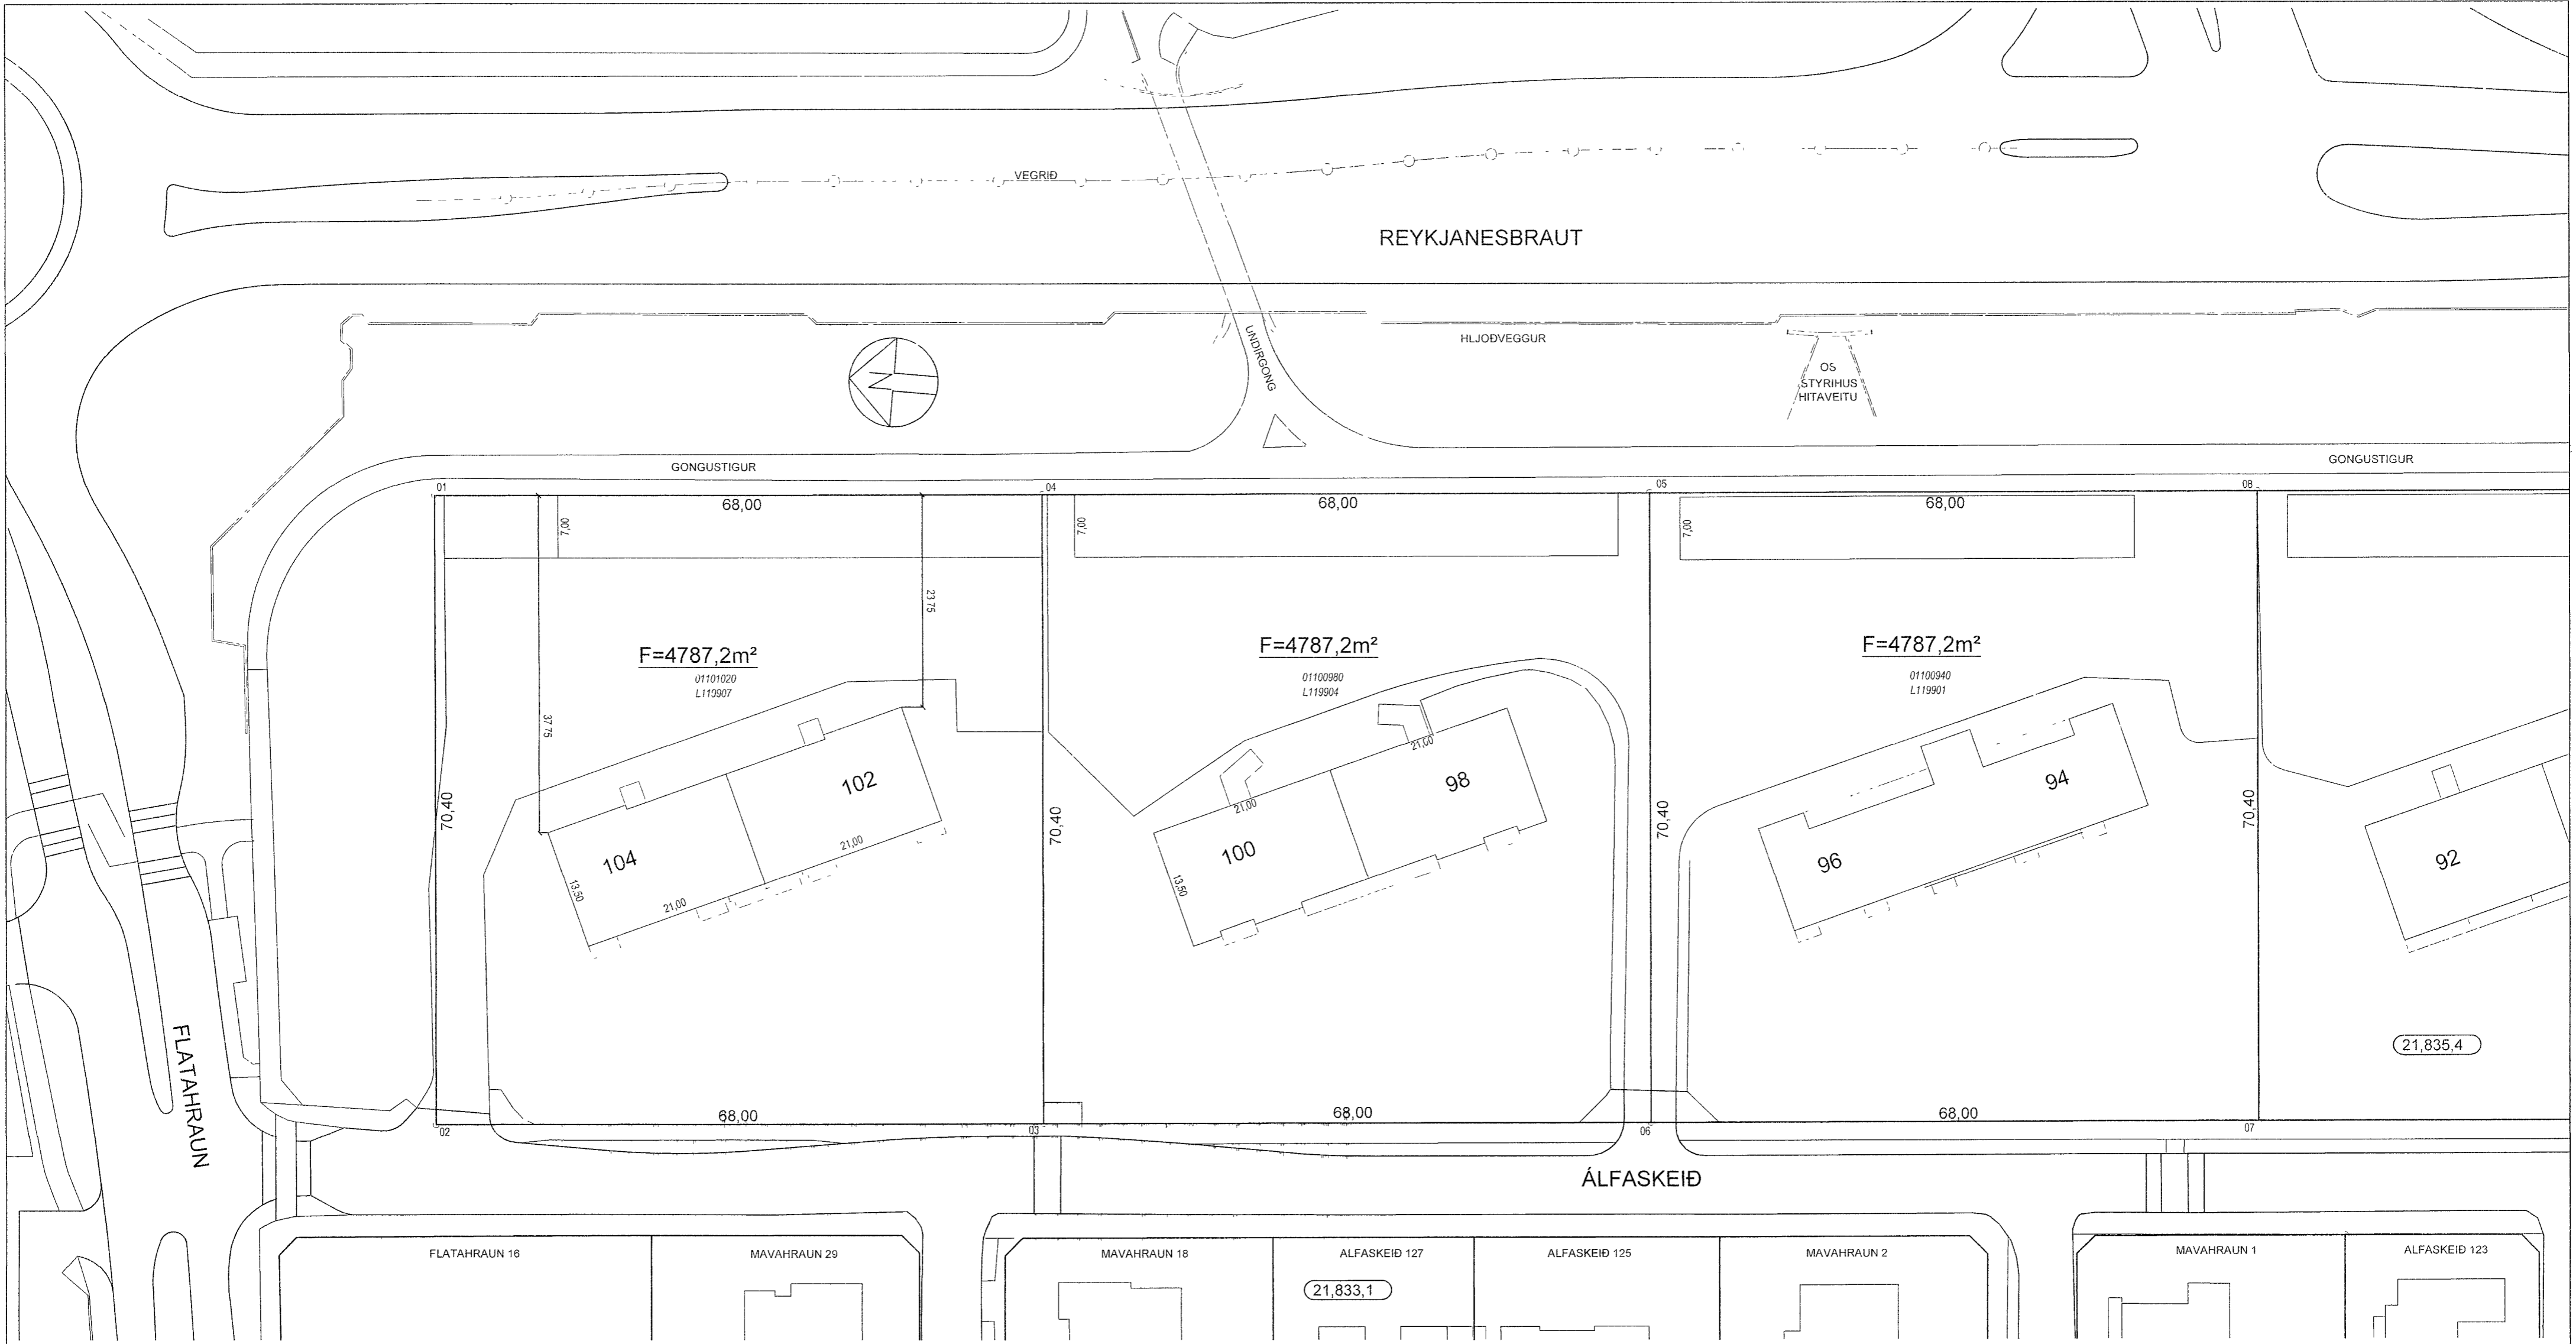 VEGRIÐ
REYKJANESBRAUT
UNDIRGONG
HLJOÐVEGGUR
OS
STYRIHUS
HITAVEITU
N
GONGUSTIGUR
GONGUSTIGUR
01
04
05
08
68,00
68,00
68,00
7,00
7,00
7,00
23 75
37 75
F=4787,2m²
01101020
L119907
F=4787,2m²
01100980
L119904
F=4787,2m²
01100940
L119901
70,40
70,40
70,40
70,40
102
104
21,00
21,00
13,50
98
100
21,00
21,00
13,50
94
96
92
21,835,4
FLATAHRAUN
68,00
68,00
68,00
02
03
06
07
ÁLFASKEIÐ
FLATAHRAUN 16
MAVAHRAUN 29
MAVAHRAUN 18
ALFASKEIÐ 127
ALFASKEIÐ 125
MAVAHRAUN 2
MAVAHRAUN 1
ALFASKEIÐ 123
21,833,1